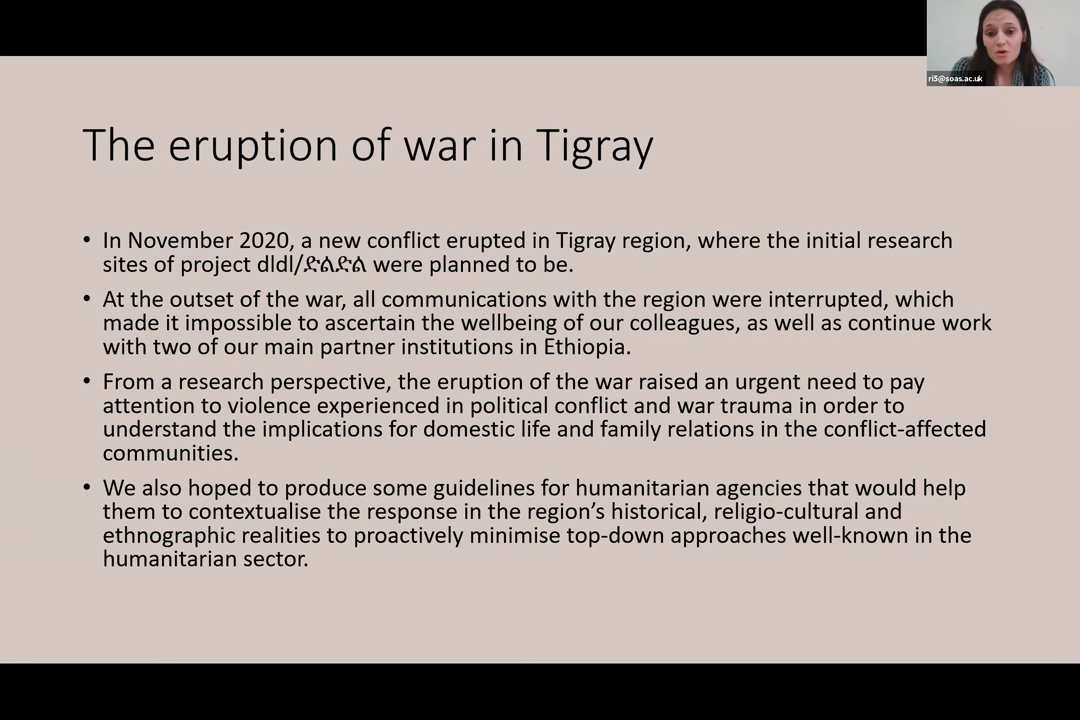 ri5@soas.ac.uk
The eruption of war in Tigray
• In November 2020, a new conflict erupted in Tigray region, where the initial research
sites of project dldl/ድልድል were planned to be.
• At the outset of the war, all communications with the region were interrupted, which
made it impossible to ascertain the wellbeing of our colleagues, as well as continue work
with two of our main partner institutions in Ethiopia.
• From a research perspective, the eruption of the war raised an urgent need to pay
attention to violence experienced in political conflict and war trauma in order to
understand the implications for domestic life and family relations in the conflict-affected
communities.
• We also hoped to produce some guidelines for humanitarian agencies that would help
them to contextualise the response in the region’s historical, religio-cultural and
ethnographic realities to proactively minimise top-down approaches well-known in the
humanitarian sector.